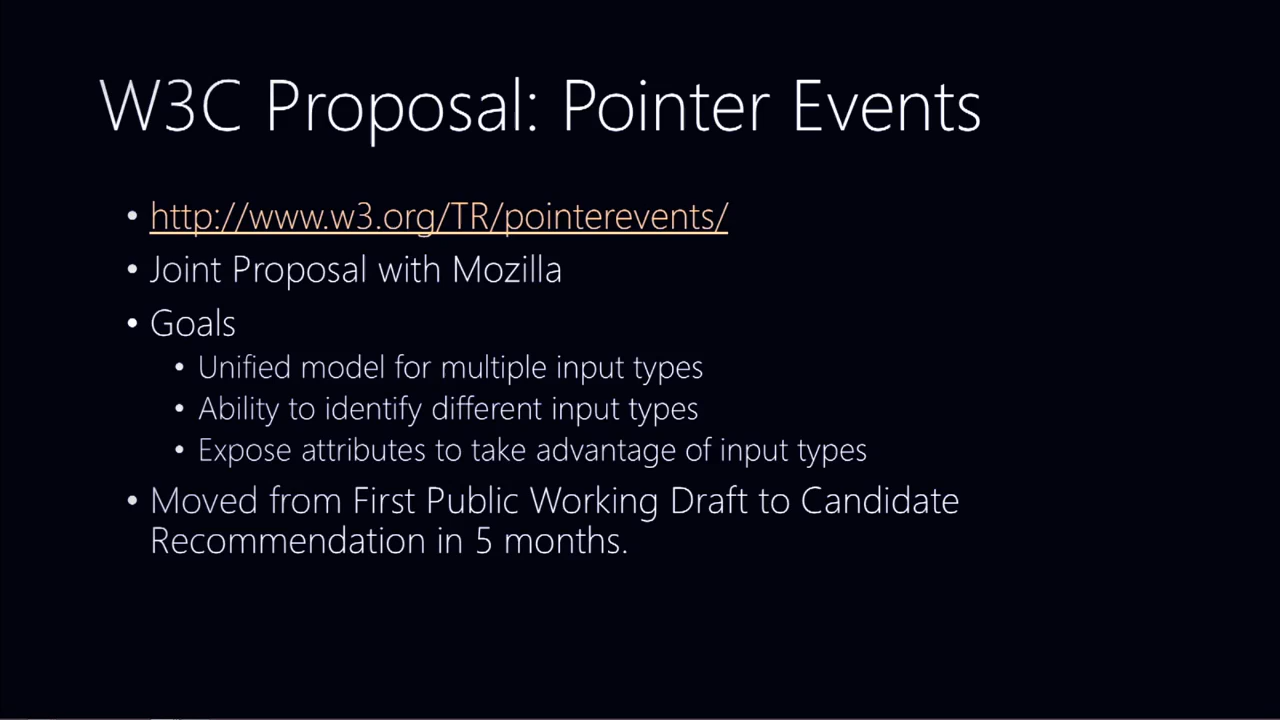 W3C Proposal: Pointer Events
• http://www.w3.org/TR/pointerevents/
• Joint Proposal with Mozilla
• Goals
• Unified model for multiple input types
• Ability to identify different input types
• Expose attributes to take advantage of input types
• Moved from First Public Working Draft to Candidate
Recommendation in 5 months.